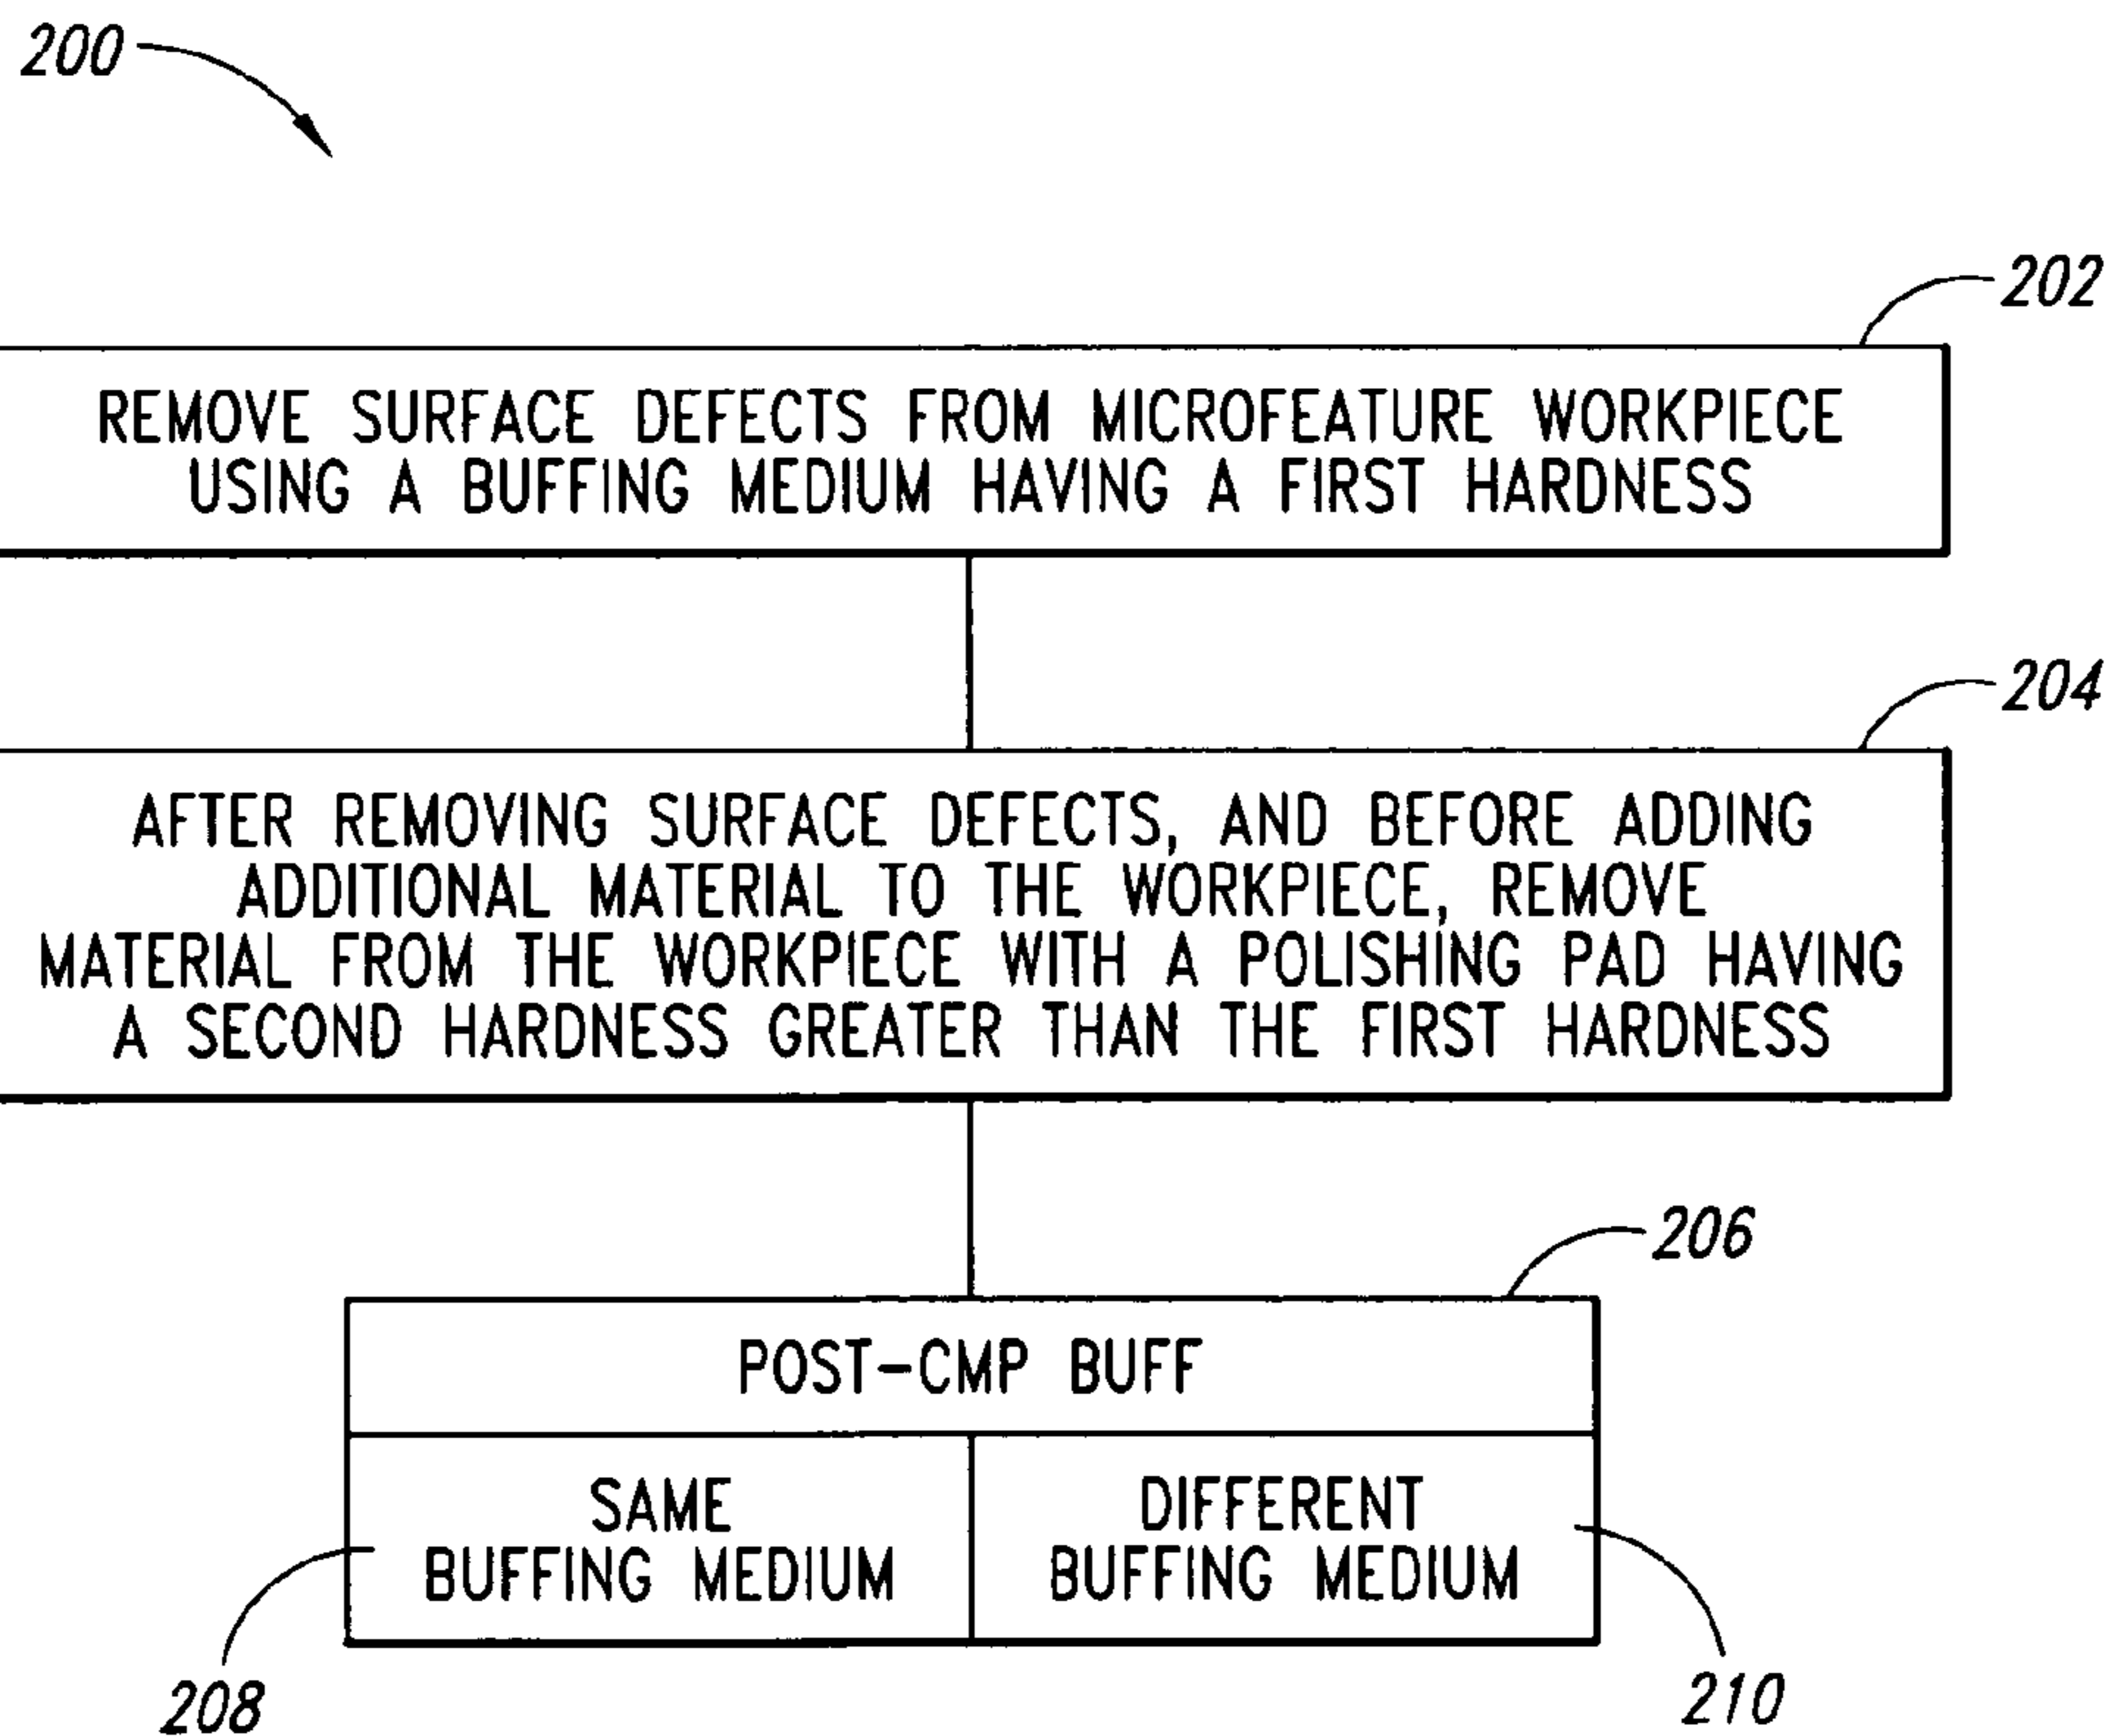 200
202
REMOVE SURFACE DEFECTS FROM MICROFEATURE WORKPIECE
USING A BUFFING MEDIUM HAVING A FIRST HARDNESS
204
AFTER REMOVING SURFACE DEFECTS, AND BEFORE ADDING
ADDITIONAL MATERIAL TO THE WORKPIECE, REMOVE
MATERIAL FROM THE WORKPIECE WITH A POLISHING PAD HAVING
A SECOND HARDNESS GREATER THAN THE FIRST HARDNESS
206
POST-CMP BUFF
SAME
BUFFING MEDIUM
DIFFERENT
BUFFING MEDIUM
208
210